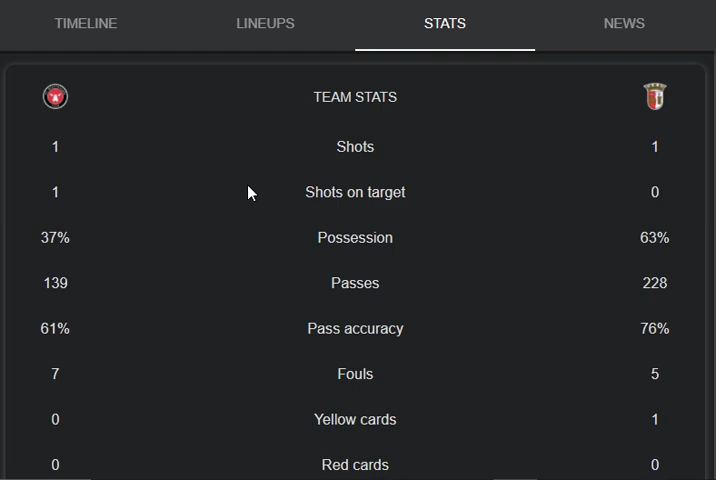 TIMELINE LINEUPS STATS NEWS
TEAM STATS
1 Shots 1
1 Shots on target 0
37% Possession 63%
139 Passes 228
61% Pass accuracy 76%
7 Fouls 5
0 Yellow cards 1
0 Red cards 0